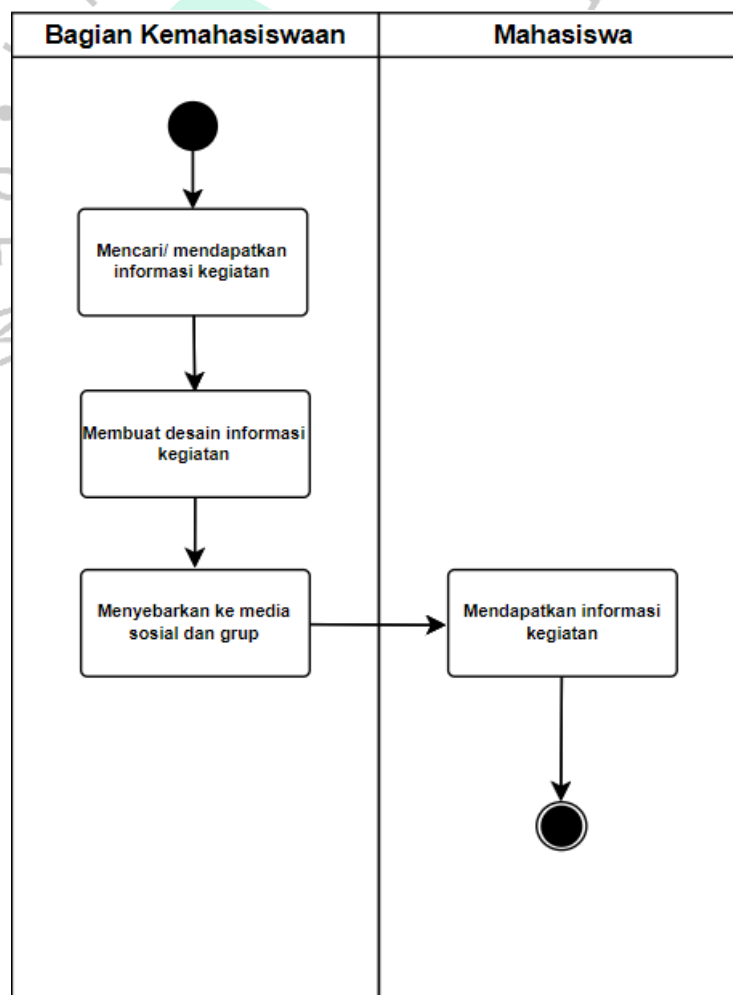 Bagian Kemahasiswaan
Mahasiswa
Mencari/ mendapatkan
informasi kegiatan
Membuat desain informasi
kegiatan
Menyebarkan ke media
sosial dan grup
Mendapatkan informasi
kegiatan